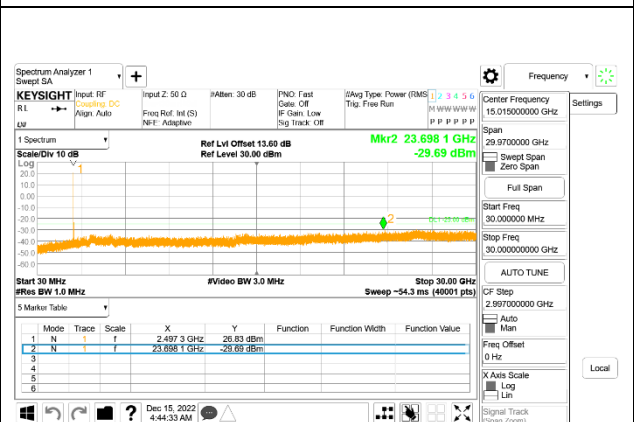 Spectrum Analyzer 1
Swept SA
+
Frequency
KEYSIGHT
Input: RF
Coupling: DC
Align: Auto
Input Z: 50 Ω
Freq Ref: Int (S)
NFE: Adaptive
#Atten: 30 dB
PNO: Fast
Gate: Off
IF Gain: Low
Sig Track: Off
#Avg Type: Power (RMS
Trig: Free Run
1 2 3 4 5 6
M W W W W W
P P P P P P
RL
Center Frequency
15.015000000 GHz
Settings
Span
29.9700000 GHz
Swept Span
Zero Span
Full Span
Start Freq
30.000000 MHz
Stop Freq
30.000000000 GHz
AUTO TUNE
CF Step
2.997000000 GHz
Auto
Man
Freq Offset
0 Hz
X Axis Scale
Log
Lin
Signal Track
(Span Zoom)
Local
1 Spectrum
Scale/Div 10 dB
Log
Ref Lvl Offset 13.60 dB
Ref Level 30.00 dBm
Mkr2 23.698 1 GHz
-29.69 dBm
20.0
10.0
0.00
-10.0
-20.0
-30.0
-40.0
-50.0
-60.0
1
2
Start 30 MHz
#Res BW 1.0 MHz
#Video BW 3.0 MHz
Stop 30.00 GHz
Sweep ~54.3 ms (40001 pts)
5 Marker Table
Mode Trace Scale X Y Function Function Width Function Value
1 N 1 f 2.497 3 GHz 26.83 dBm
2 N 1 f 23.698 1 GHz -29.69 dBm
3
4
5
6
? Dec 15, 2022
4:44:33 AM